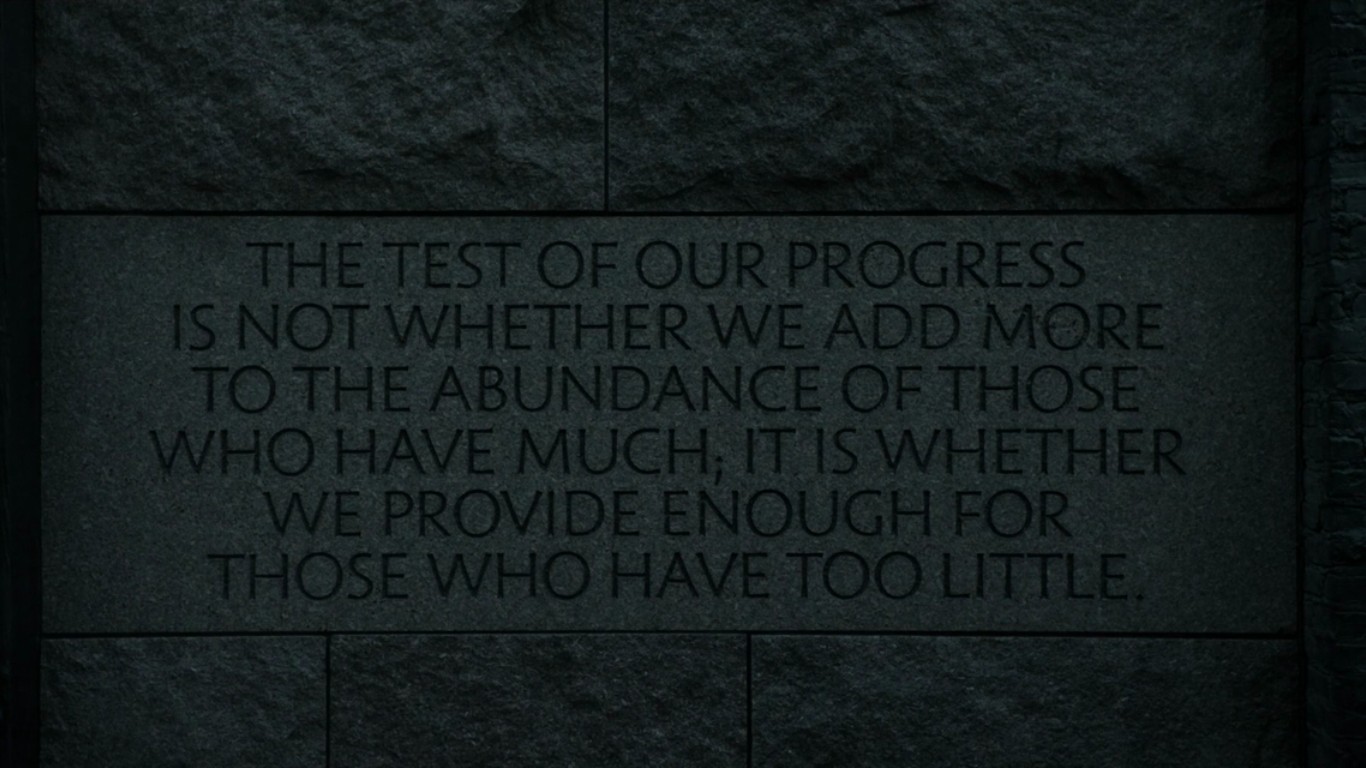 THE TEST OF OUR PROGRESS
IS NOT WHETHER WE ADD MORE
TO THE ABUNDANCE OF THOSE
WHO HAVE MUCH; IT IS WHETHER
WE PROVIDE ENOUGH FOR
THOSE WHO HAVE TOO LITTLE.